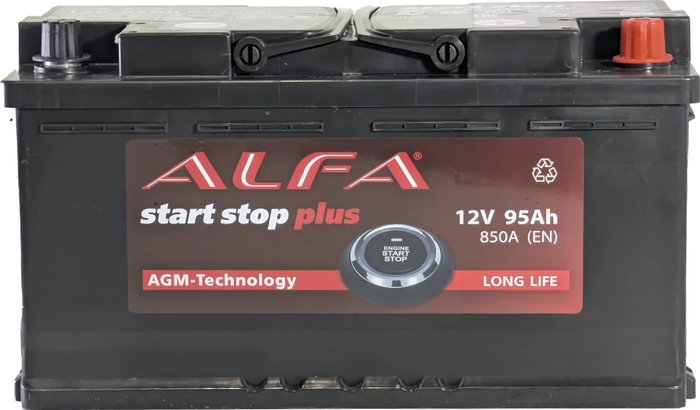 ALFA®
start stop plus
12V 95Ah
850A (EN)
ENGINE
START
STOP
AGM-Technology
LONG LIFE